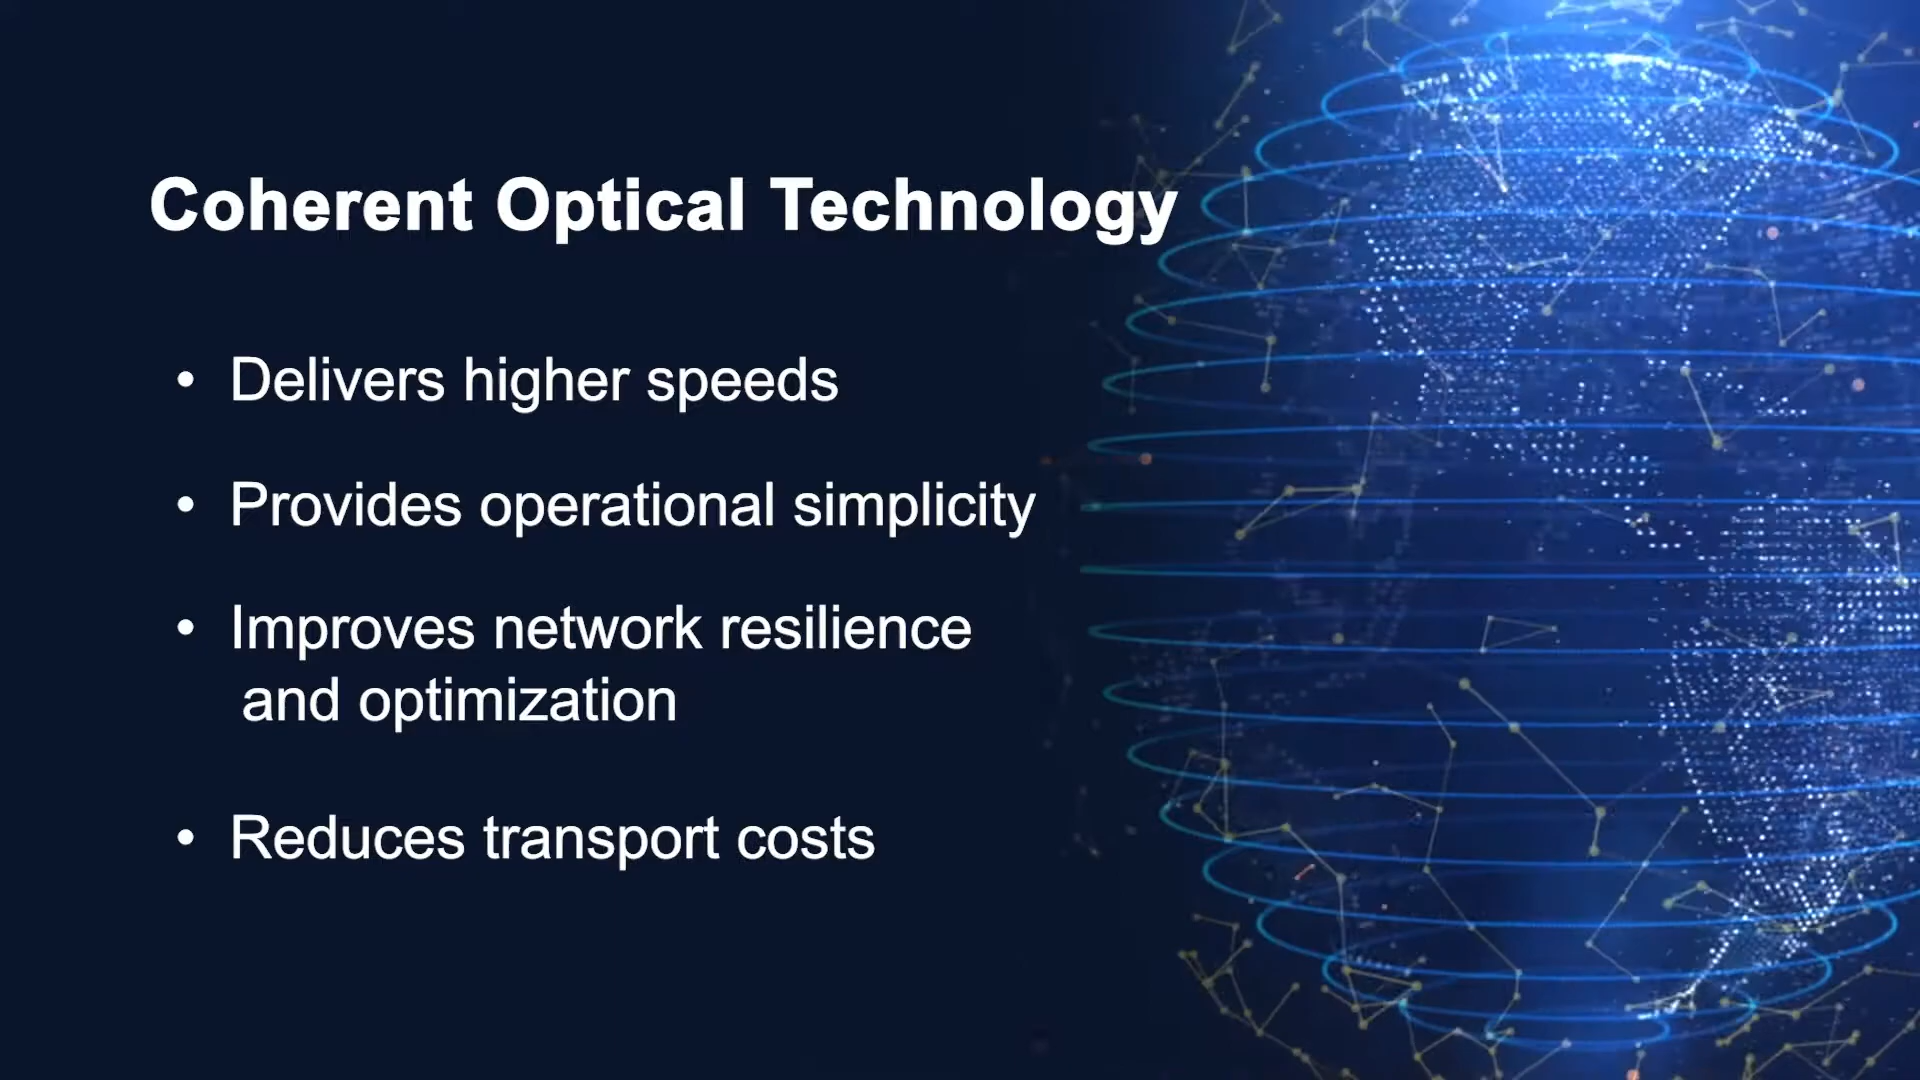 Coherent Optical Technology
• Delivers higher speeds
• Provides operational simplicity
• Improves network resilience
and optimization
• Reduces transport costs